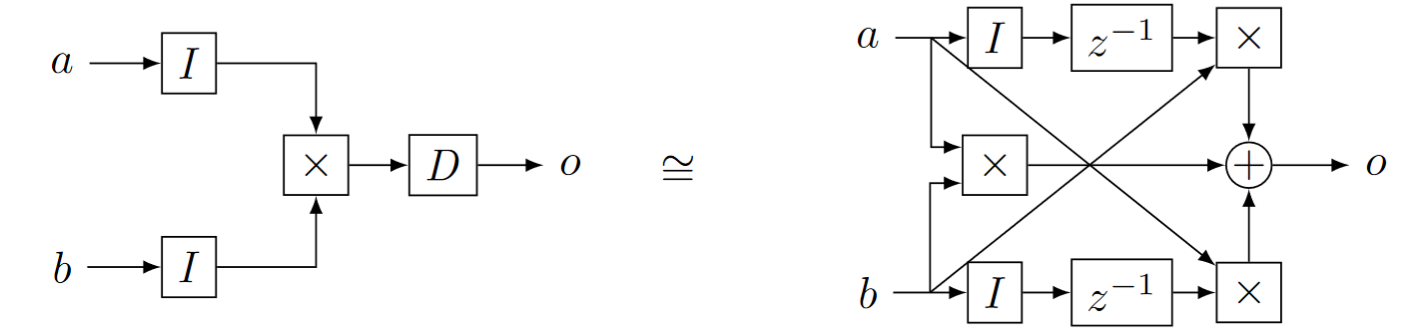 a I
× D o
b I
≅
a I z⁻¹ ×
× + o
b I z⁻¹ ×